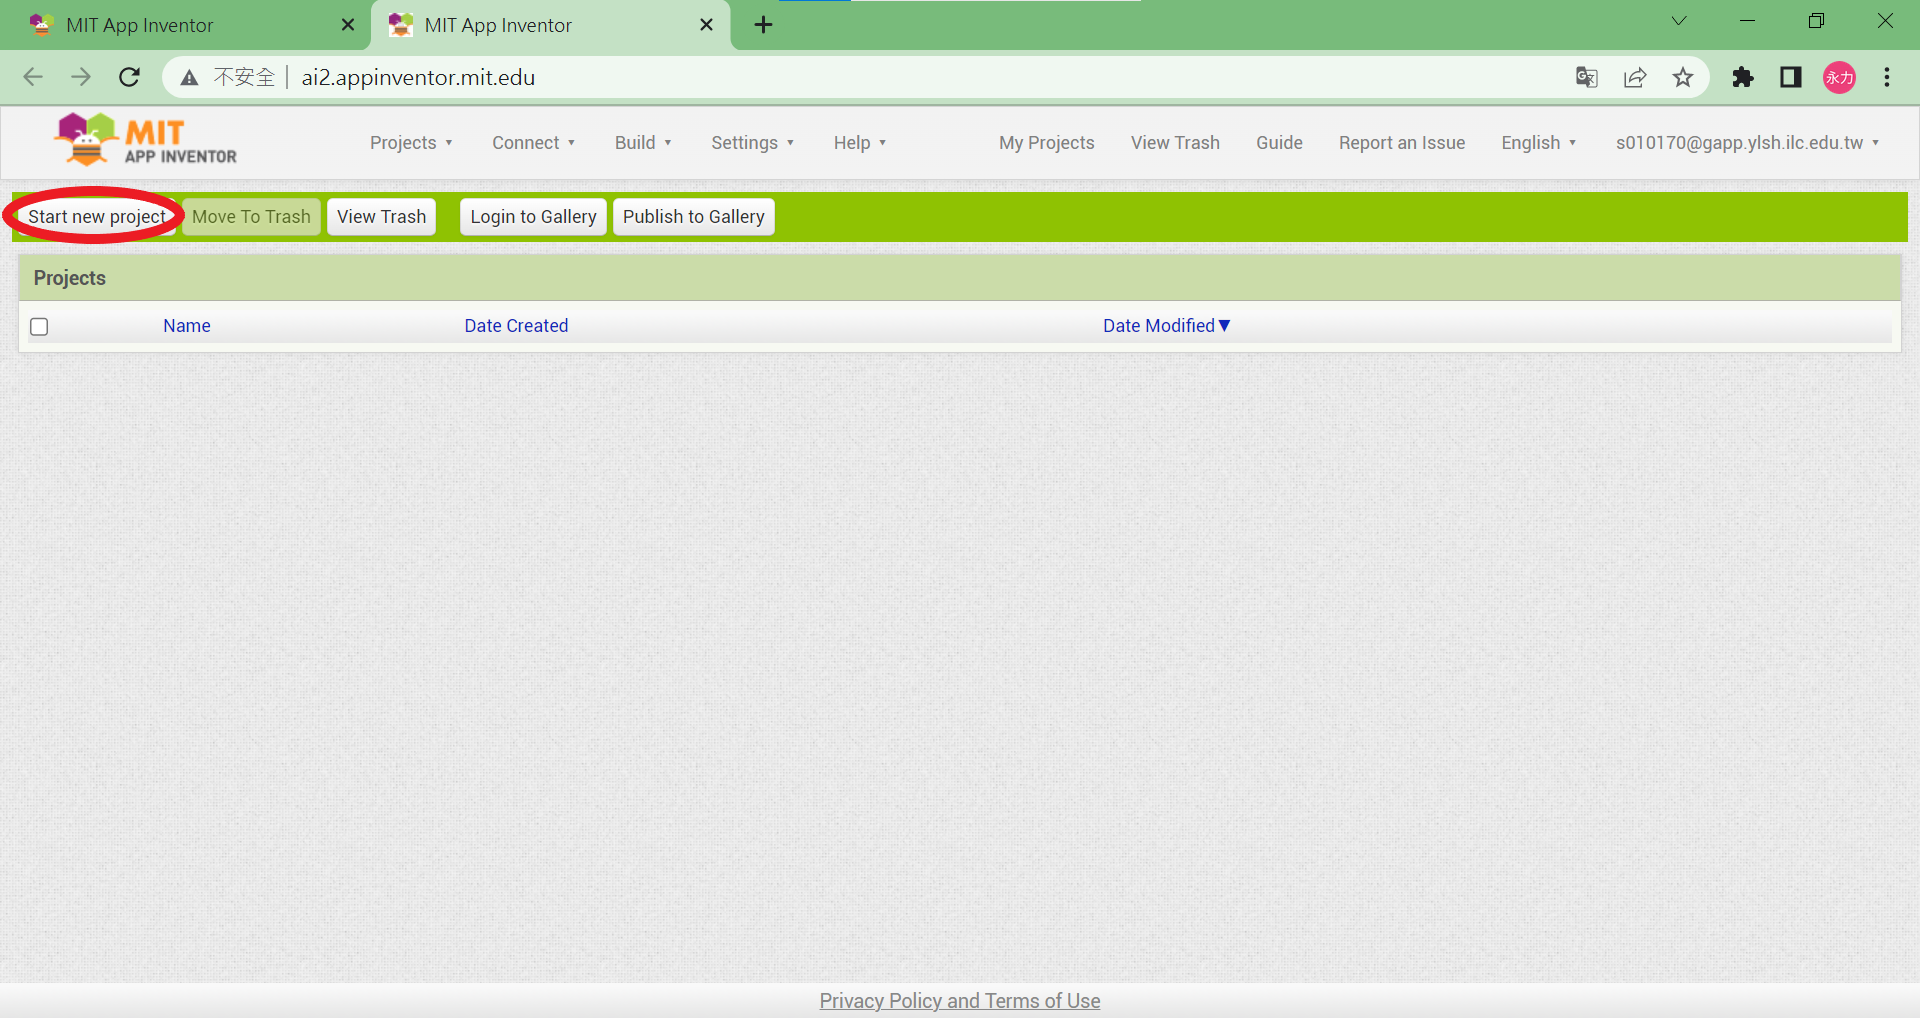 MIT App Inventor
MIT App Inventor
不安全 ai2.appinventor.mit.edu
永力
MIT
APP INVENTOR
Projects Connect Build Settings Help My Projects View Trash Guide Report an Issue English s010170@gapp.ylsh.ilc.edu.tw
Start new project Move To Trash View Trash Login to Gallery Publish to Gallery
Projects
Name Date Created Date Modified
Privacy Policy and Terms of Use